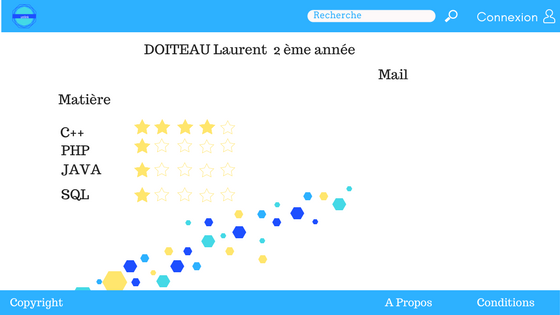 Recherche
Connexion
DOITEAU Laurent 2 ème année
Mail
Matière
C++
PHP
JAVA
SQL
Copyright
A Propos
Conditions